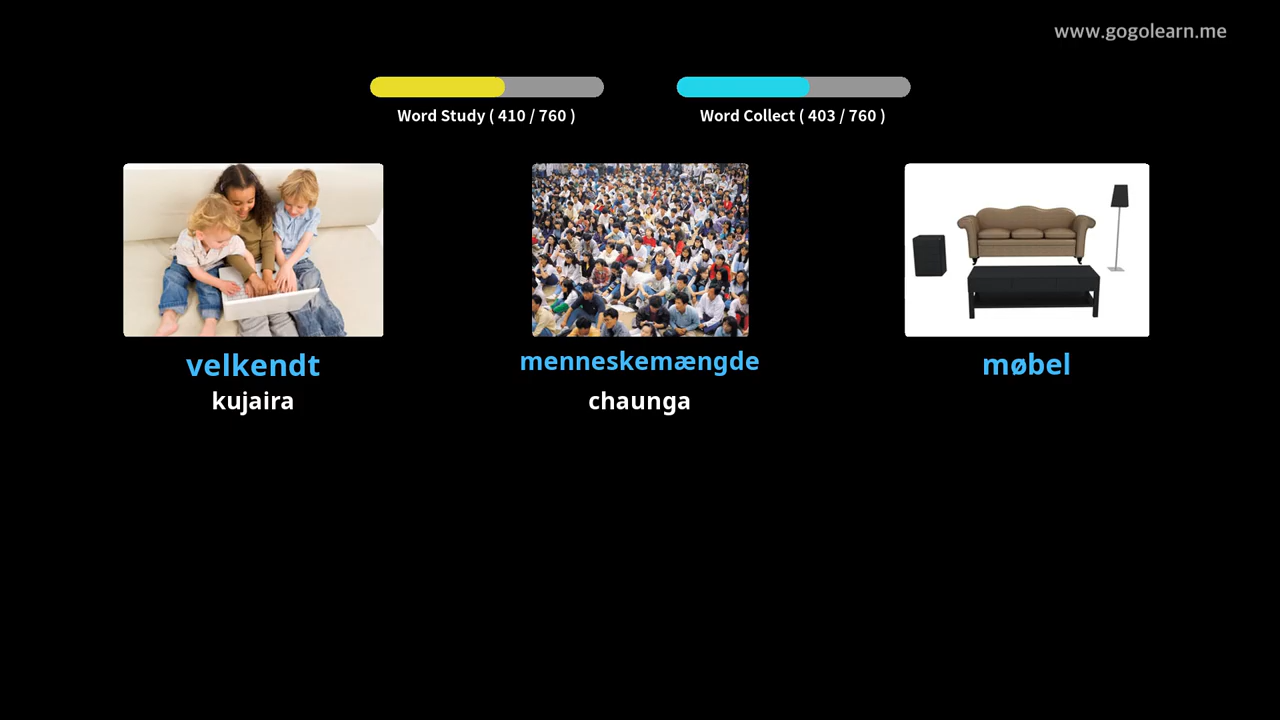 www.gogolearn.me
Word Study ( 410 / 760 )
Word Collect ( 403 / 760 )
velkendt
kujaira
menneskemængde
chaunga
møbel